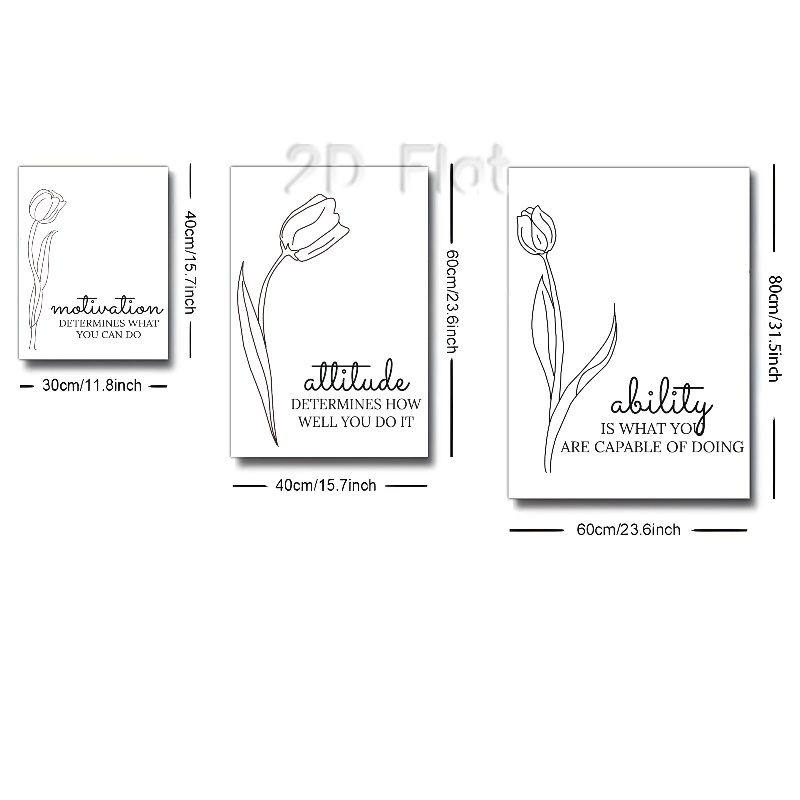 2D Flat
motivation
DETERMINES WHAT
YOU CAN DO
40cm/15.7inch
30cm/11.8inch
attitude
DETERMINES HOW
WELL YOU DO IT
60cm/23.6inch
40cm/15.7inch
ability
IS WHAT YOU
ARE CAPABLE OF DOING
80cm/31.5inch
60cm/23.6inch